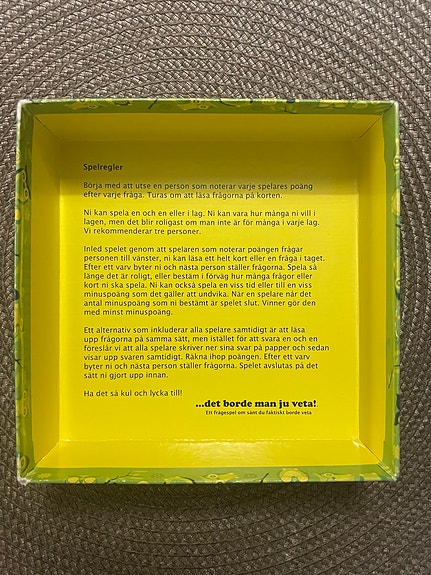 Spelregler
Börja med att utse en person som noterar varje spelares poäng
efter varje fråga. Turas om att läsa frågorna på korten.
Ni kan spela en och en eller i lag. Ni kan vara hur många ni vill i
lagen, men det blir roligast om man inte är för många i varje lag.
Vi rekommenderar tre personer.
Inled spelet genom att spelaren som noterar poängen frågar
personen till vänster, ni kan läsa ett helt kort eller en fråga i taget.
Efter ett varv byter ni och nästa person ställer frågorna. Spela så
länge det är roligt, eller bestäm i förväg hur många frågor eller
kort ni ska spela. Ni kan också spela en viss tid eller till en viss
minuspoäng som det gäller att undvika. När en spelare når det
antal minuspoäng som ni bestämt är spelet slut. Vinner gör den
med minst minuspoäng.
Ett alternativ som inkluderar alla spelare samtidigt är att läsa
upp frågorna på samma sätt, men istället för att svara en och en
föreslår vi att alla spelare skriver ner sina svar på papper och sedan
visar upp svaren samtidigt. Räkna ihop poängen. Efter ett varv
byter ni och nästa person ställer frågorna. Spelet avslutas på det
sätt ni gjort upp innan.
Ha det så kul och lycka till!
...det borde man ju veta!
Ett frågespel om sånt du faktiskt borde veta